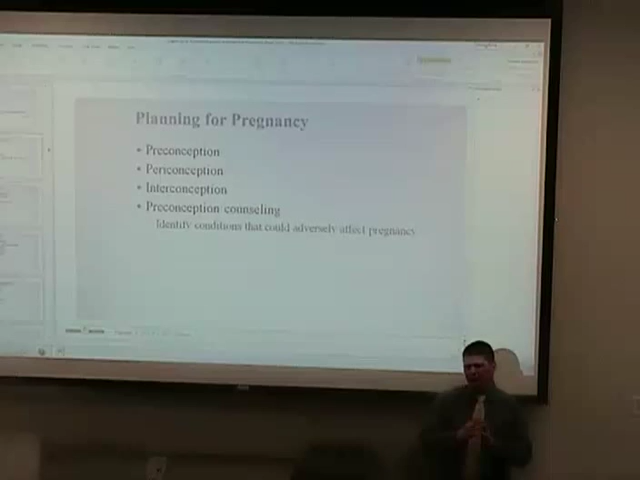 Planning for Pregnancy
• Preconception
• Periconception
• Interconception
• Preconception counseling
Identify conditions that could adversely affect pregnancy